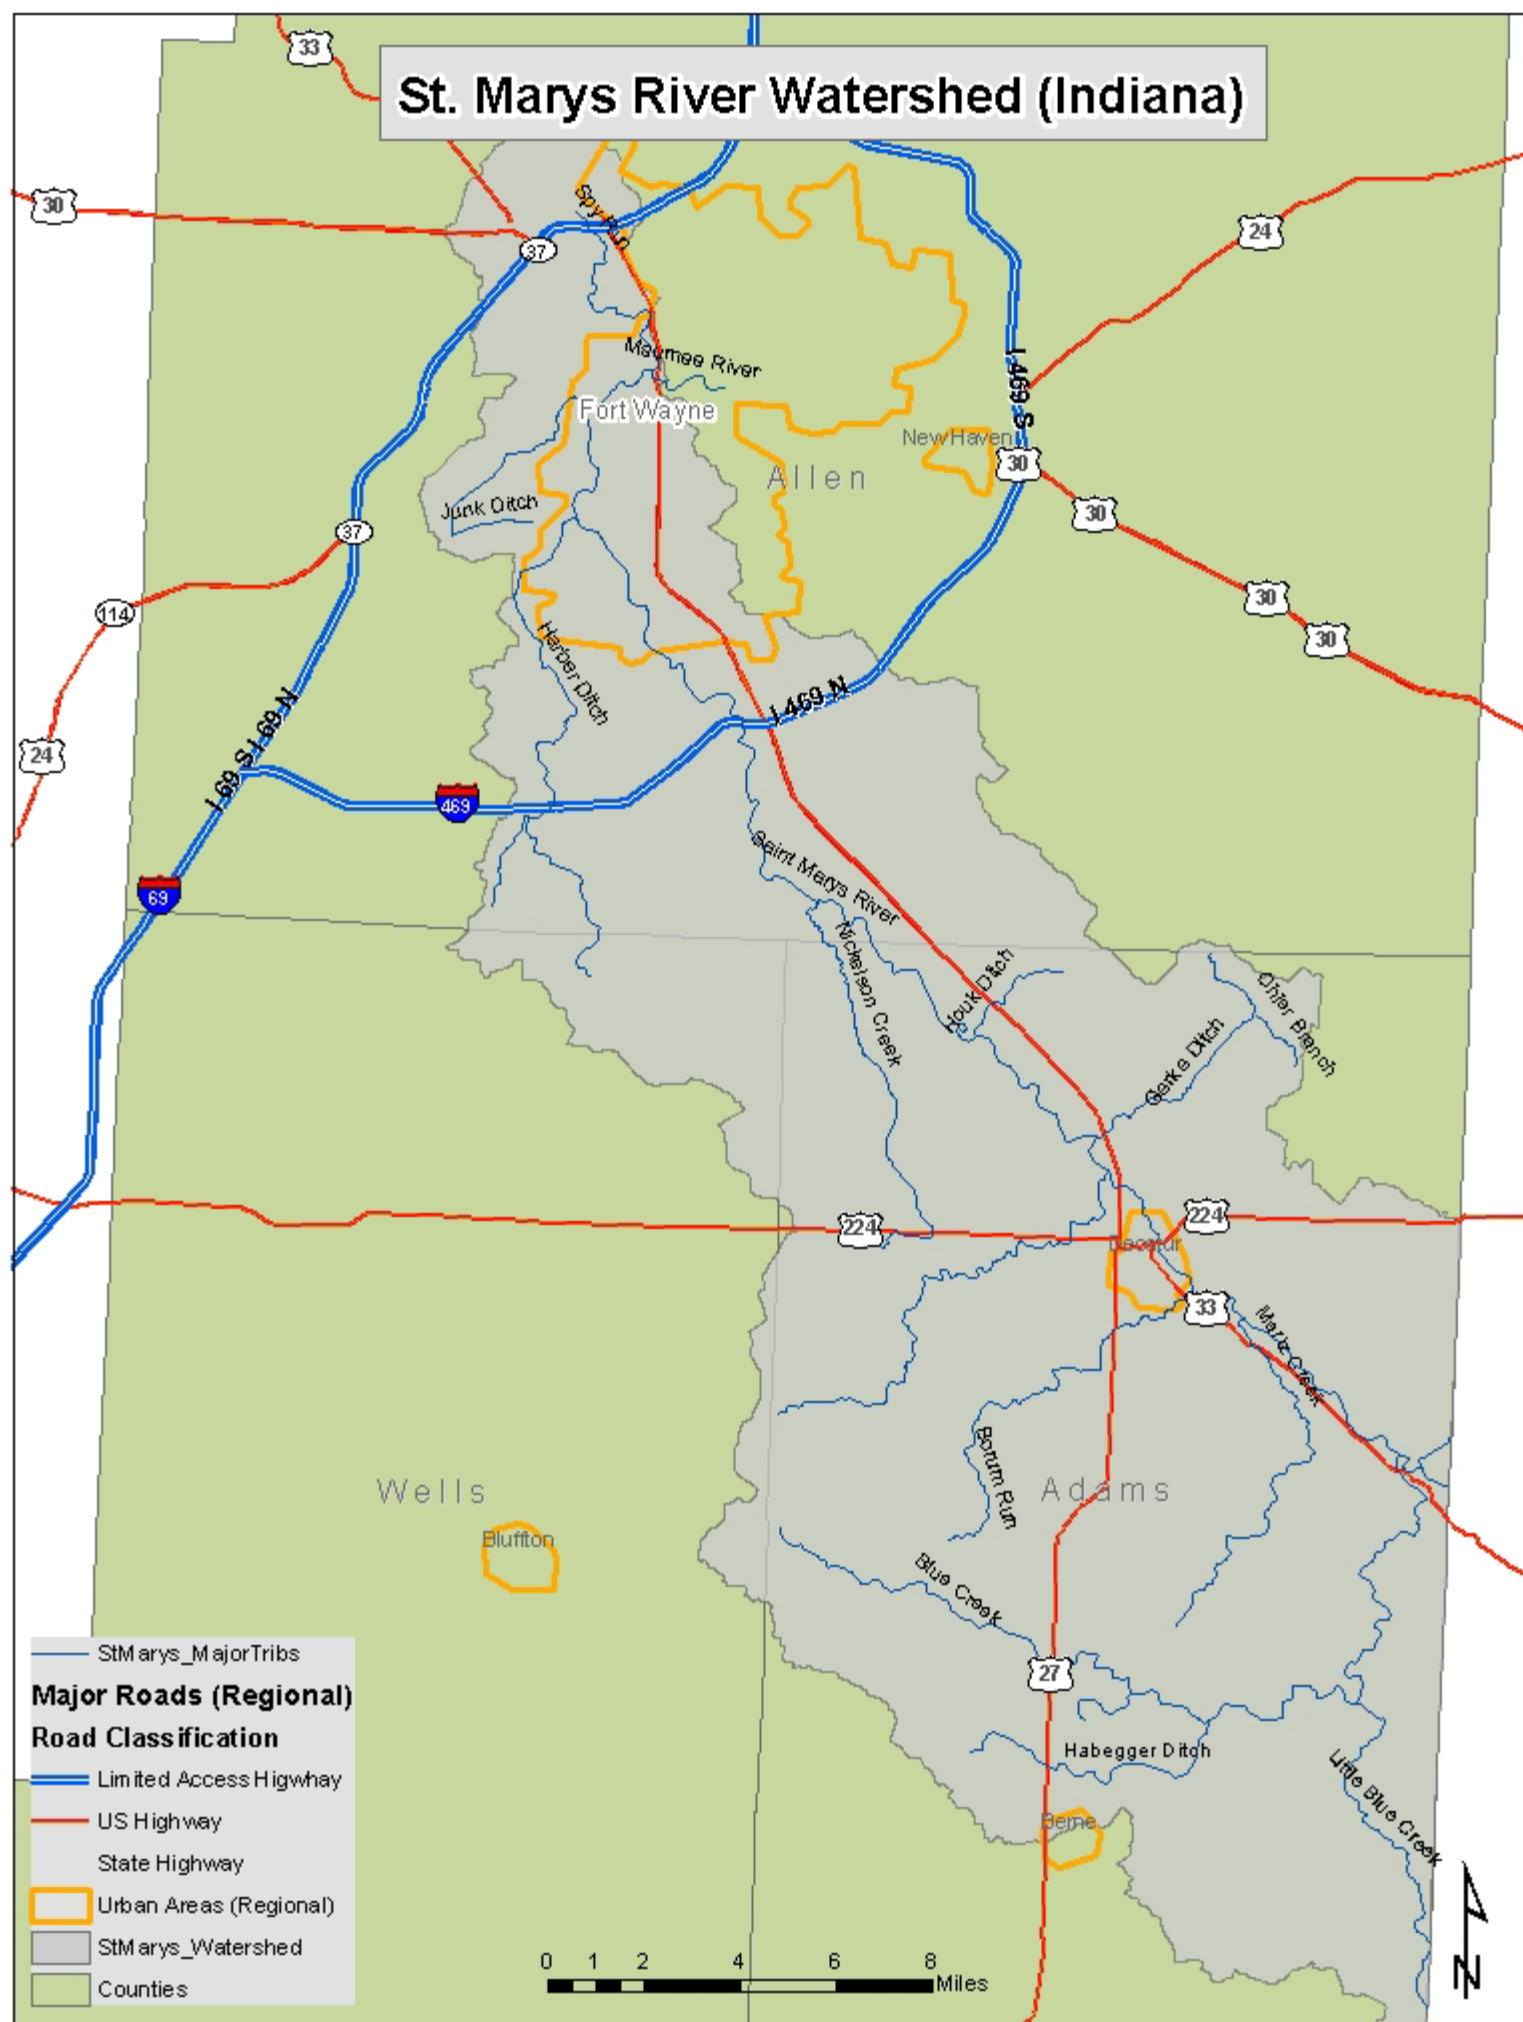 St. Marys River Watershed (Indiana)
33
30
24
37
Spy Run
Maumee River
Fort Wayne
I 469 S
New Haven
30
Allen
Junk Ditch
30
37
114
30
30
Harber Ditch
I 469 N
I 69 N
I 69 S
24
469
Saint Marys River
69
Nickelson Creek
Houk Ditch
Ohler Branch
Gerke Ditch
224
224
Decatur
33
Martz Creek
Borum Run
Wells
Adams
Bluffton
Blue Creek
27
Habegger Ditch
Little Blue Creek
Berne
StMarys_MajorTribs
Major Roads (Regional)
Road Classification
Limited Access Higwhay
US Highway
State Highway
Urban Areas (Regional)
StMarys_Watershed
Counties
0 1 2 4 6 8
Miles
N